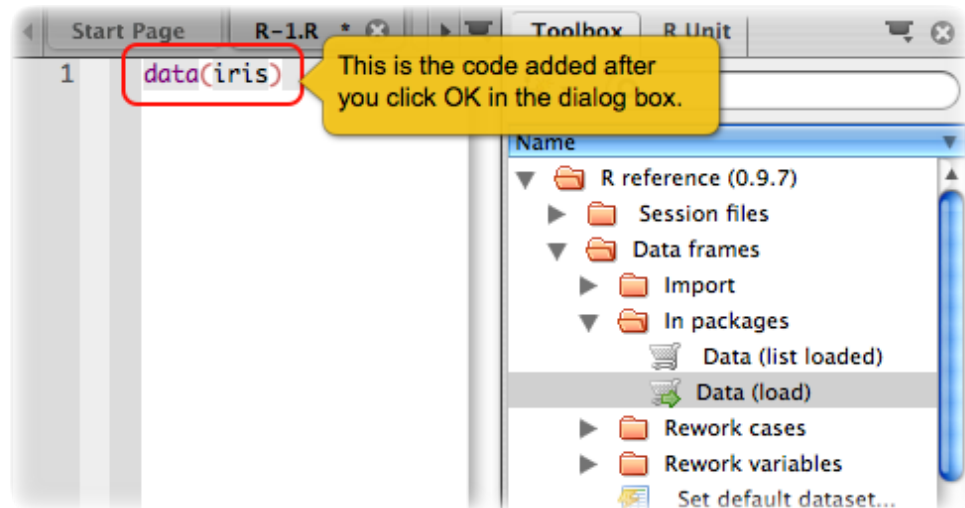 Start Page
R-1.R *
Toolbox
R Unit
1
data(iris)
This is the code added after
you click OK in the dialog box.
Name
R reference (0.9.7)
Session files
Data frames
Import
In packages
Data (list loaded)
Data (load)
Rework cases
Rework variables
Set default dataset...